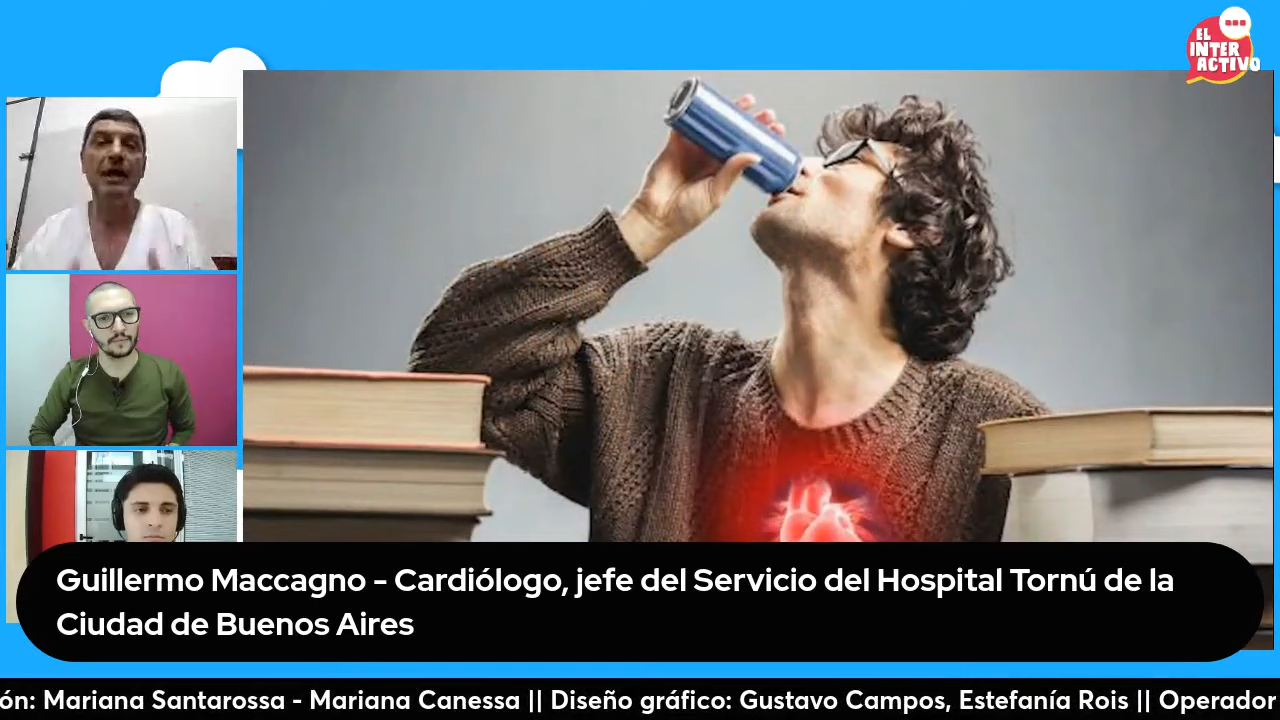 EL
INTER
ACTIVO
Guillermo Maccagno - Cardiólogo, jefe del Servicio del Hospital Tornú de la
Ciudad de Buenos Aires
ón: Mariana Santarossa - Mariana Canessa || Diseño gráfico: Gustavo Campos, Estefanía Rois || Operador